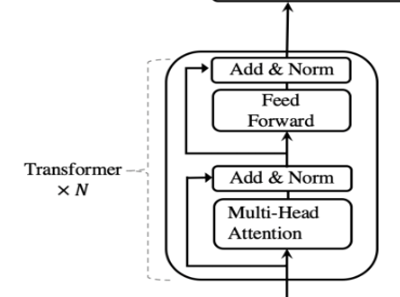 Add & Norm
Feed
Forward
Transformer
× N
Add & Norm
Multi-Head
Attention